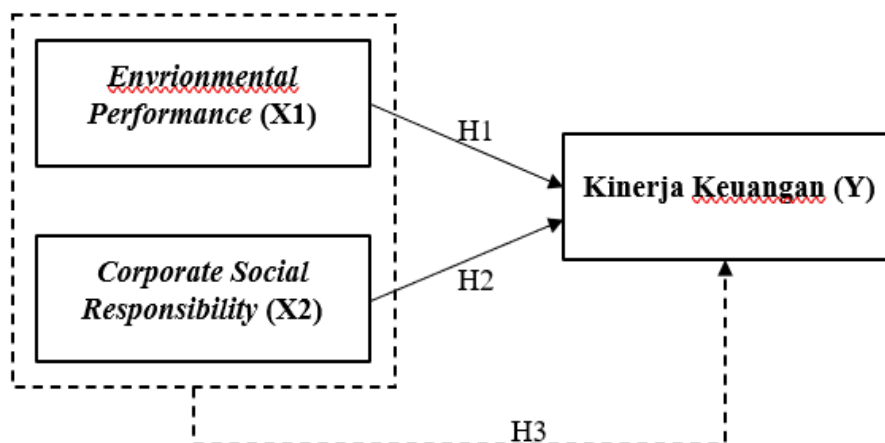 Envrionmental
Performance (X1)
H1
Kinerja Keuangan (Y)
Corporate Social
Responsibility (X2)
H2
H3